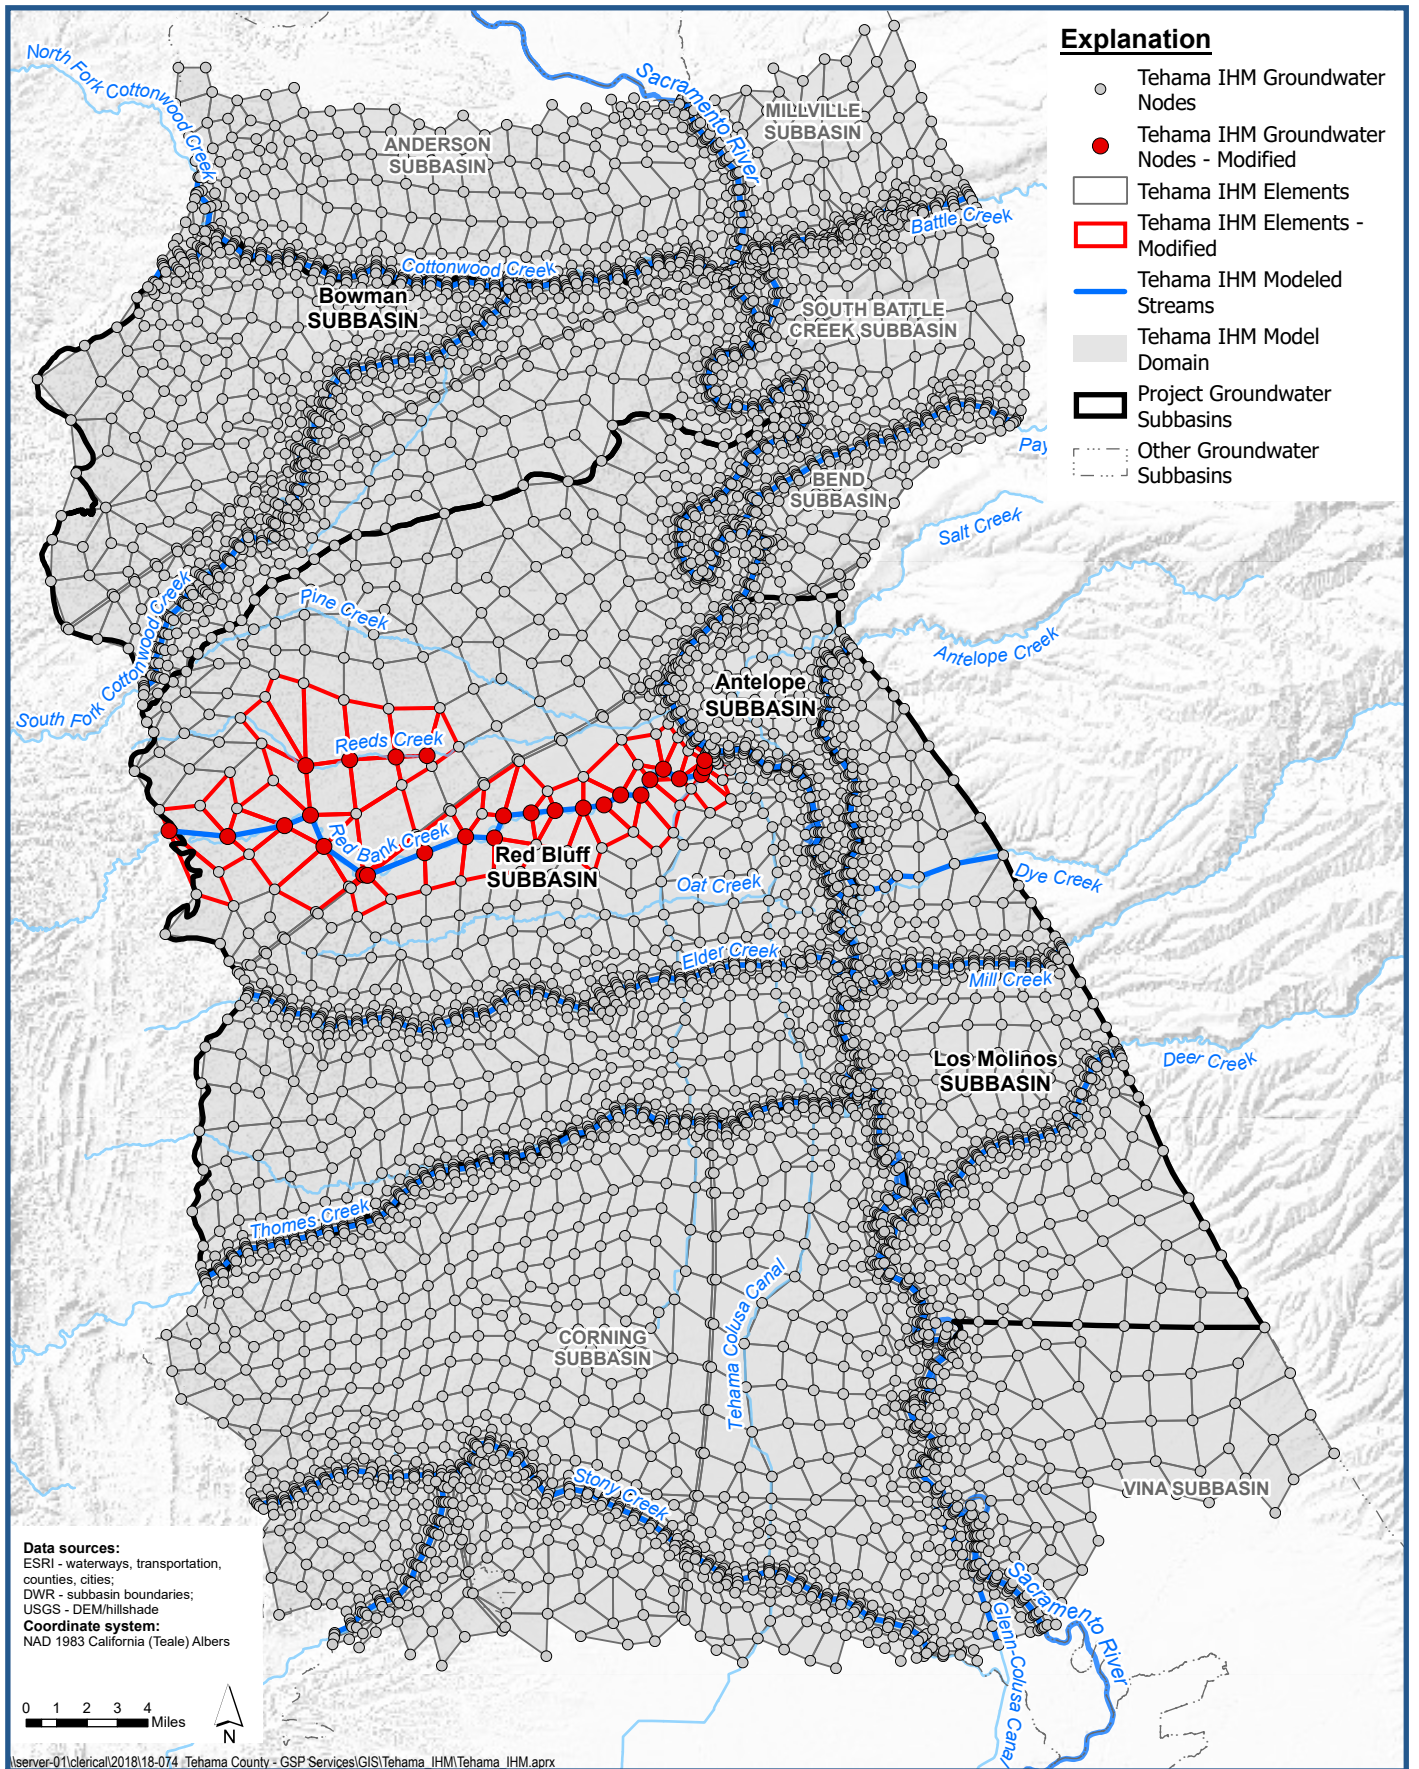 Explanation
Tehama IHM Groundwater
Nodes
Tehama IHM Groundwater
Nodes - Modified
Tehama IHM Elements
Tehama IHM Elements -
Modified
Tehama IHM Modeled
Streams
Tehama IHM Model
Domain
Project Groundwater
Subbasins
Other Groundwater
Subbasins
North Fork Cottonwood Creek
Sacramento River
MILLVILLE
SUBBASIN
ANDERSON
SUBBASIN
Battle Creek
Cottonwood Creek
Bowman
SUBBASIN
SOUTH BATTLE
CREEK SUBBASIN
Pay
BEND
SUBBASIN
Salt Creek
Pine Creek
Antelope Creek
South Fork Cottonwood Creek
Antelope
SUBBASIN
Reeds Creek
Red Bank Creek
Red Bluff
SUBBASIN
Oat Creek
Dye Creek
Elder Creek
Mill Creek
Los Molinos
SUBBASIN
Deer Creek
Thomes Creek
Tehama Colusa Canal
CORNING
SUBBASIN
Stony Creek
VINA SUBBASIN
Sacramento River
Glenn-Colusa Canal
Data sources:
ESRI - waterways, transportation,
counties, cities;
DWR - subbasin boundaries;
USGS - DEM/hillshade
Coordinate system:
NAD 1983 California (Teale) Albers
0 1 2 3 4
Miles
N
\\server-01\clerical\2018\18-074_Tehama County - GSP Services\GIS\Tehama_IHM\Tehama_IHM.aprx